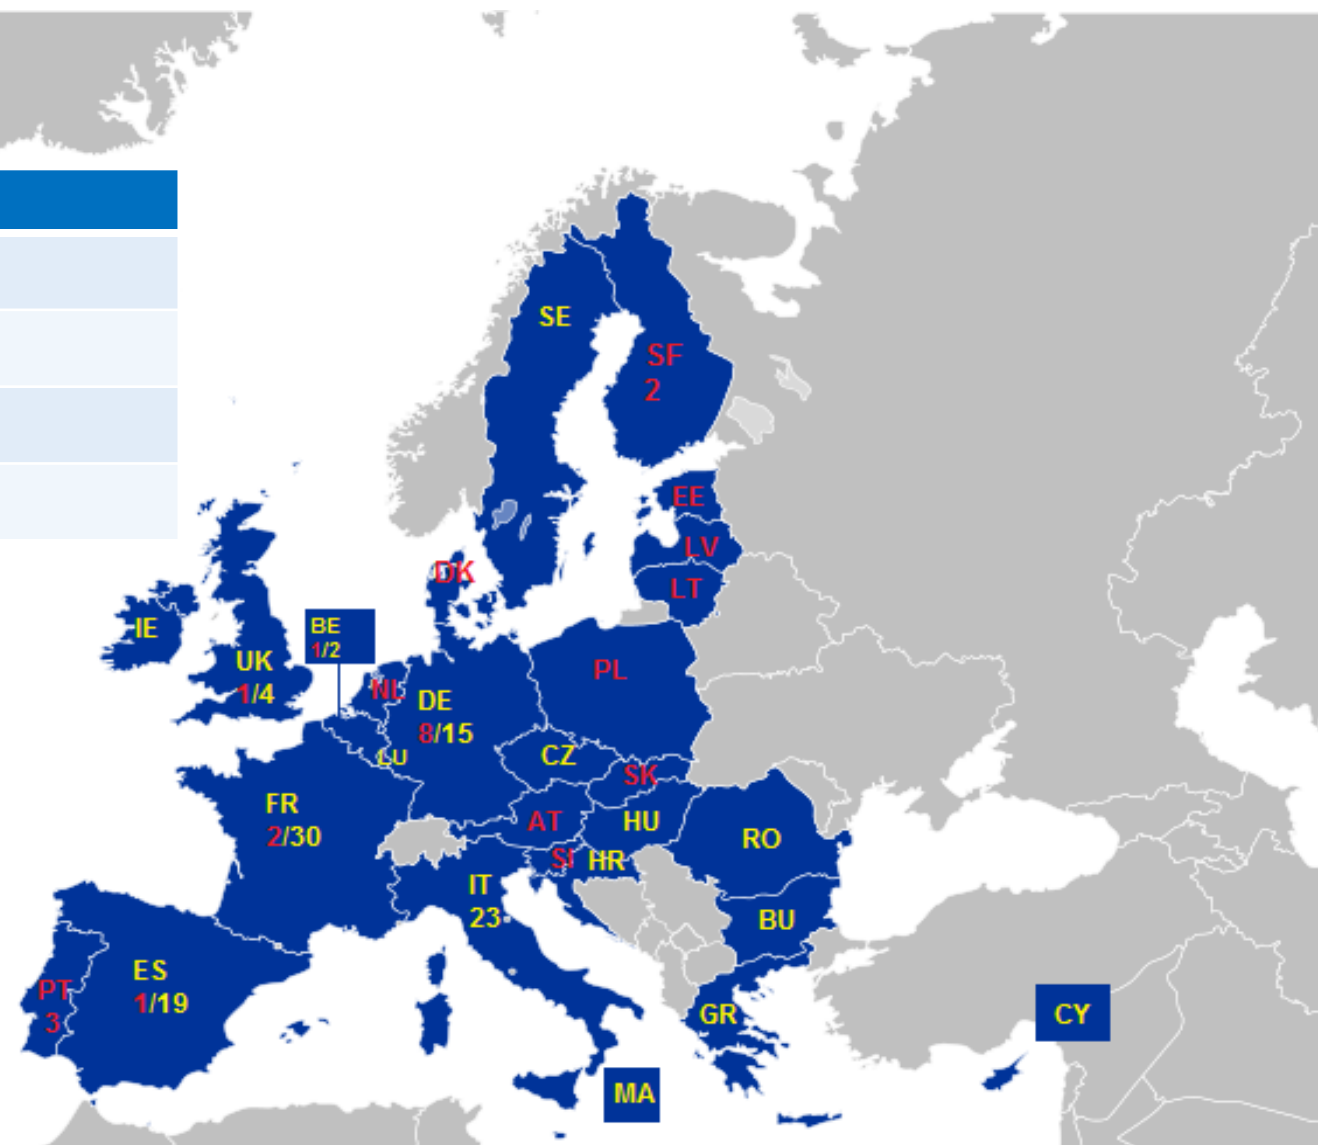 SE
SF
2
EE
LV
LT
DK
IE
UK
1/4
BE
1/2
NL
DE
8/15
PL
LU
CZ
SK
FR
2/30
AT
HU
RO
SI
HR
IT
23
BU
ES
1/19
PT
3
GR
CY
MA